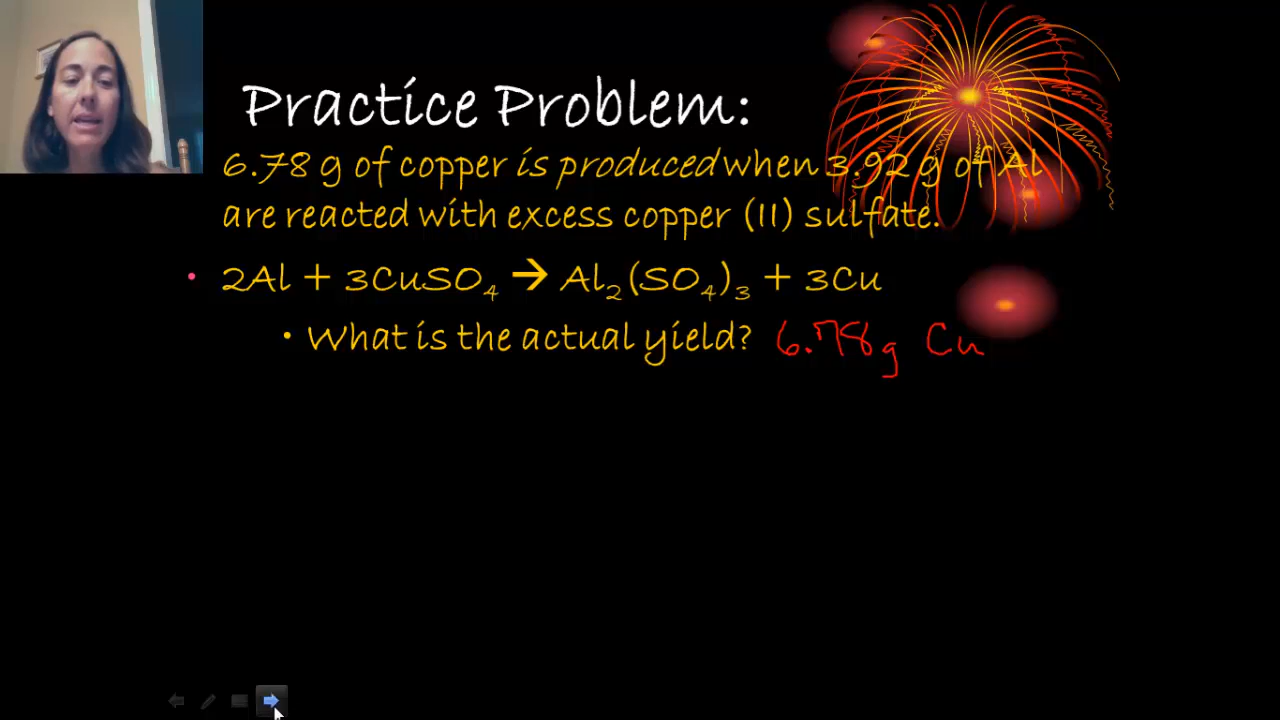 Practice Problem:
6.78 g of copper is produced when 3.92 g of Al
are reacted with excess copper (II) sulfate.
• 2Al + 3CuSO₄ → Al₂(SO₄)₃ + 3Cu
• What is the actual yield? 6.78g Cu